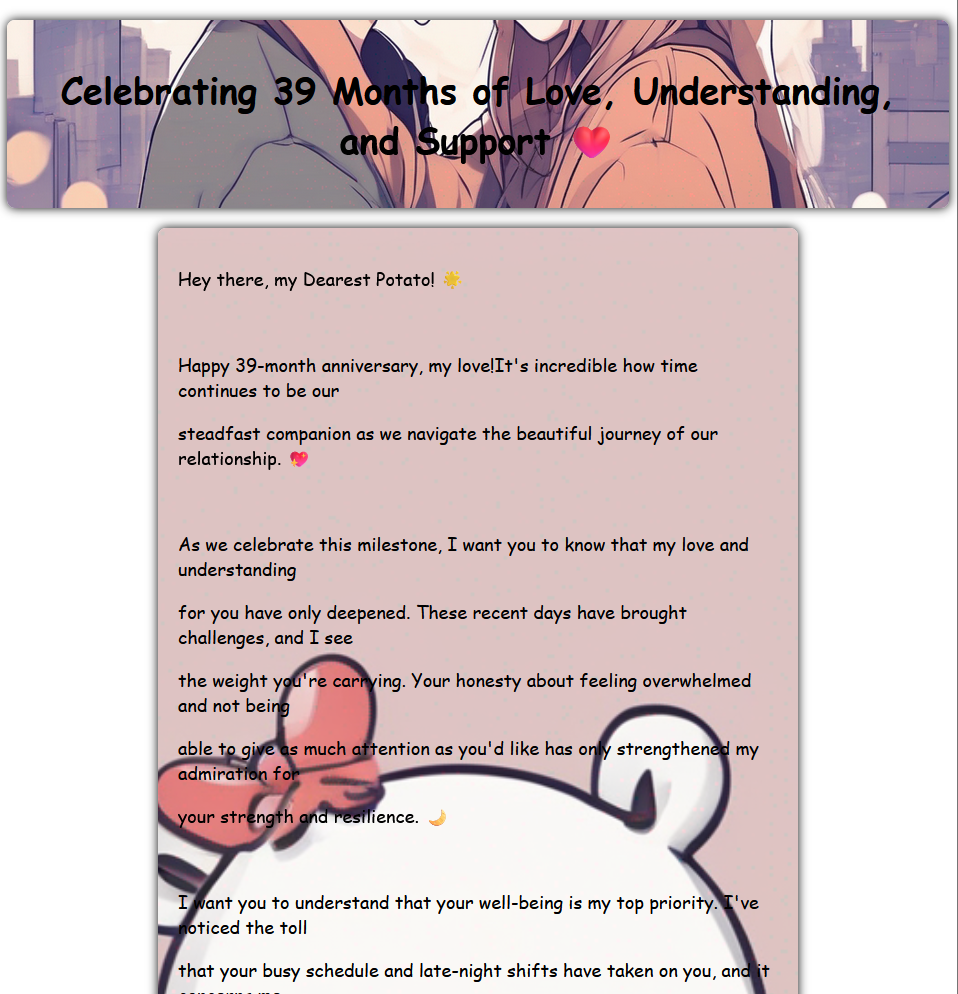 Celebrating 39 Months of Love, Understanding,
and Support ❤️
Hey there, my Dearest Potato! 🌟
Happy 39-month anniversary, my love!It's incredible how time
continues to be our
steadfast companion as we navigate the beautiful journey of our
relationship. 💖
As we celebrate this milestone, I want you to know that my love and
understanding
for you have only deepened. These recent days have brought
challenges, and I see
the weight you're carrying. Your honesty about feeling overwhelmed
and not being
able to give as much attention as you'd like has only strengthened my
admiration for
your strength and resilience. 🌙
I want you to understand that your well-being is my top priority. I've
noticed the toll
that your busy schedule and late-night shifts have taken on you, and it